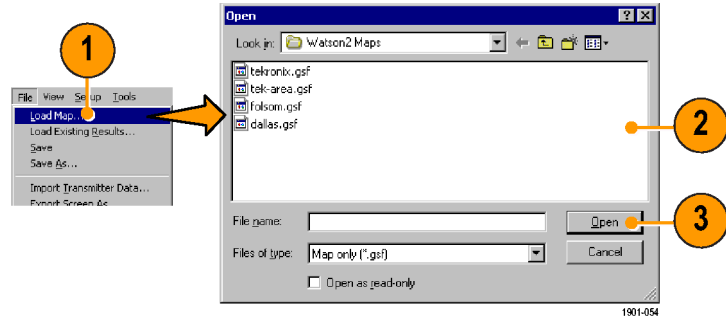 1
File View Setup Tools
Load Map...
Load Existing Results...
Save
Save As...
Import Transmitter Data...
Export Screen As
Open
Look in: Watson2 Maps
tekronix.gsf
tek-area.gsf
folsom.gsf
dallas.gsf
2
File name:
Open
3
Files of type: Map only (*.gsf)
Cancel
Open as read-only
1901-054